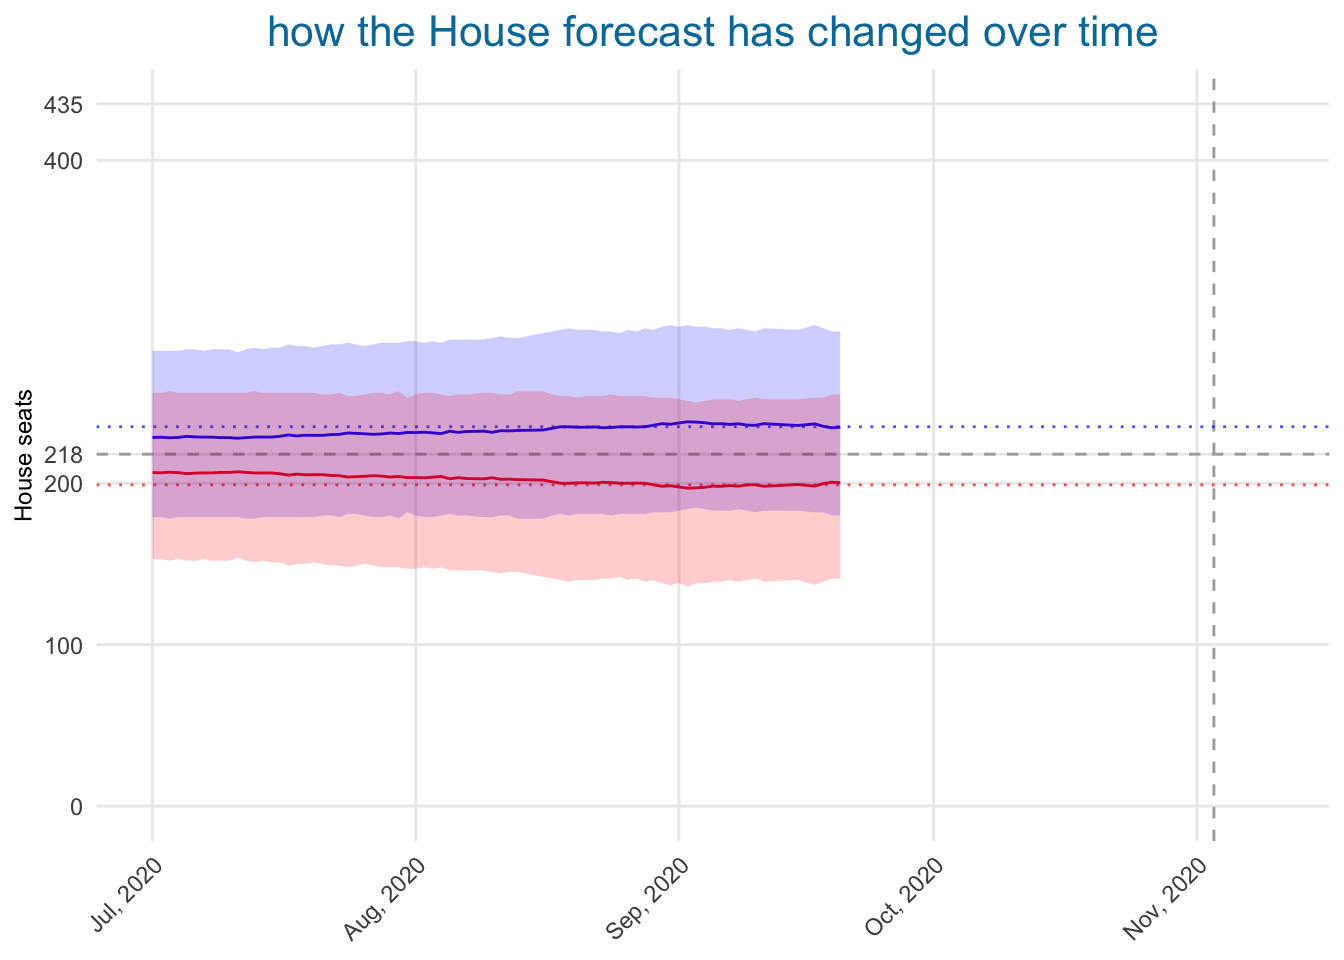 how the House forecast has changed over time
435
400
218
200
100
0
House seats
Jul, 2020
Aug, 2020
Sep, 2020
Oct, 2020
Nov, 2020